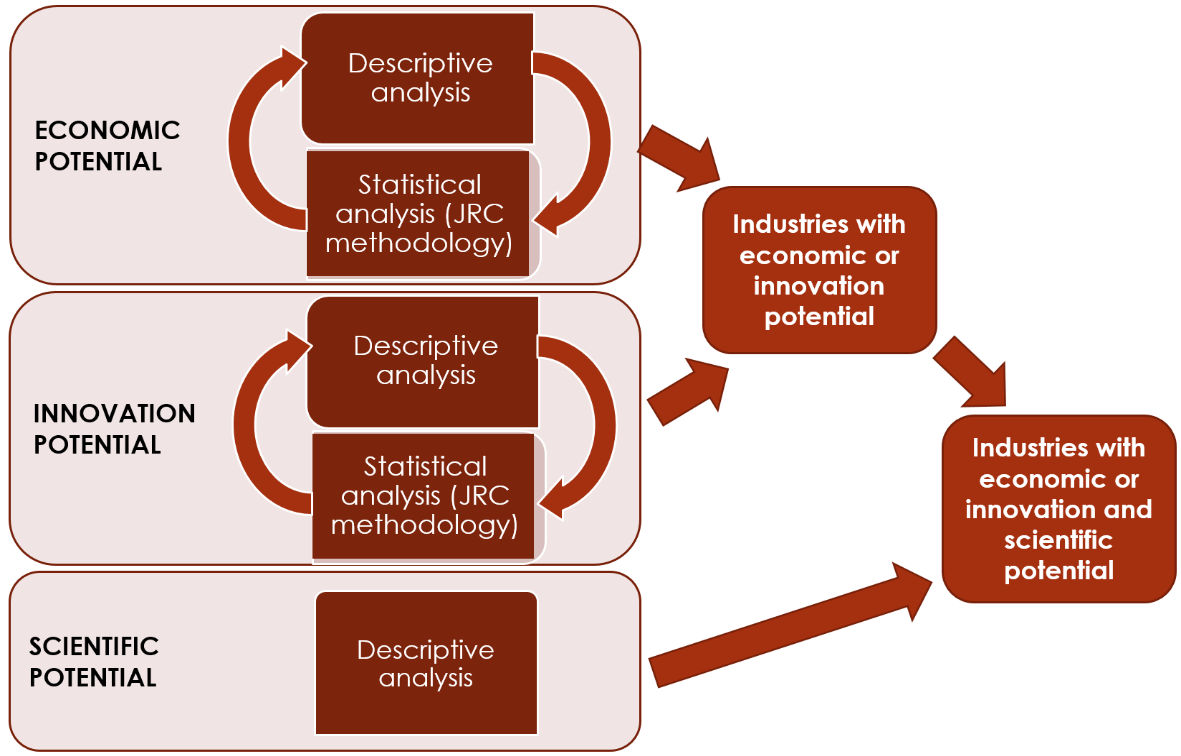 ECONOMIC
POTENTIAL
Descriptive
analysis
Statistical
analysis (JRC
methodology)
INNOVATION
POTENTIAL
Descriptive
analysis
Statistical
analysis (JRC
methodology)
SCIENTIFIC
POTENTIAL
Descriptive
analysis
Industries with
economic or
innovation
potential
Industries with
economic or
innovation and
scientific
potential